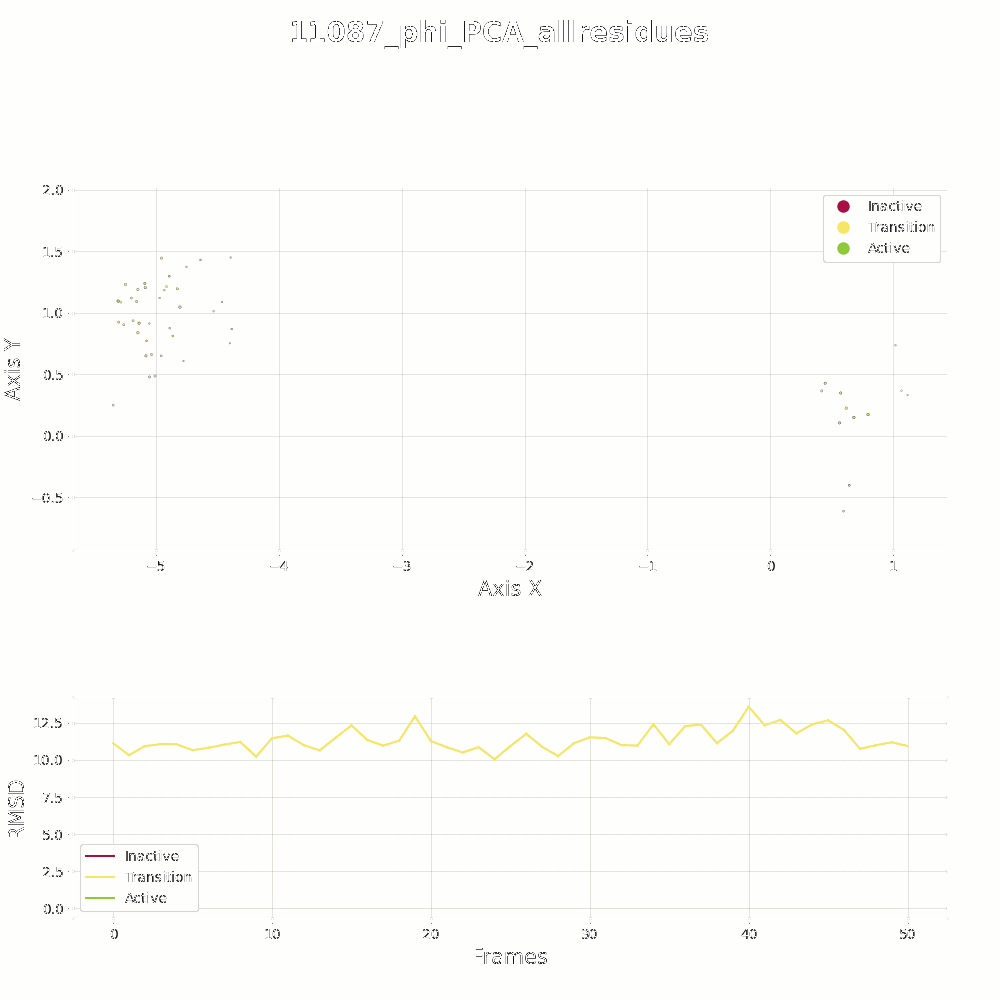 11087_phi_PCA_allresidues
2.0
1.5
1.0
0.5
0.0
−0.5
Axis Y
Inactive
Transition
Active
−5 −4 −3 −2 −1 0 1
Axis X
12.5
10.0
7.5
5.0
2.5
0.0
RMSD
Inactive
Transition
Active
0 10 20 30 40 50
Frames